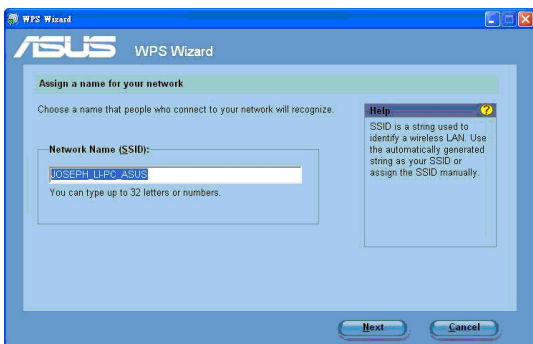 WPS Wizard
ASUS WPS Wizard
Assign a name for your network
Choose a name that people who connect to your network will recognize.
Network Name (SSID):
JOSEPH_LI-PC_ASUS
You can type up to 32 letters or numbers.
Help
SSID is a string used to
identify a wireless LAN. Use
the automatically generated
string as your SSID or
assign the SSID manually.
Next
Cancel